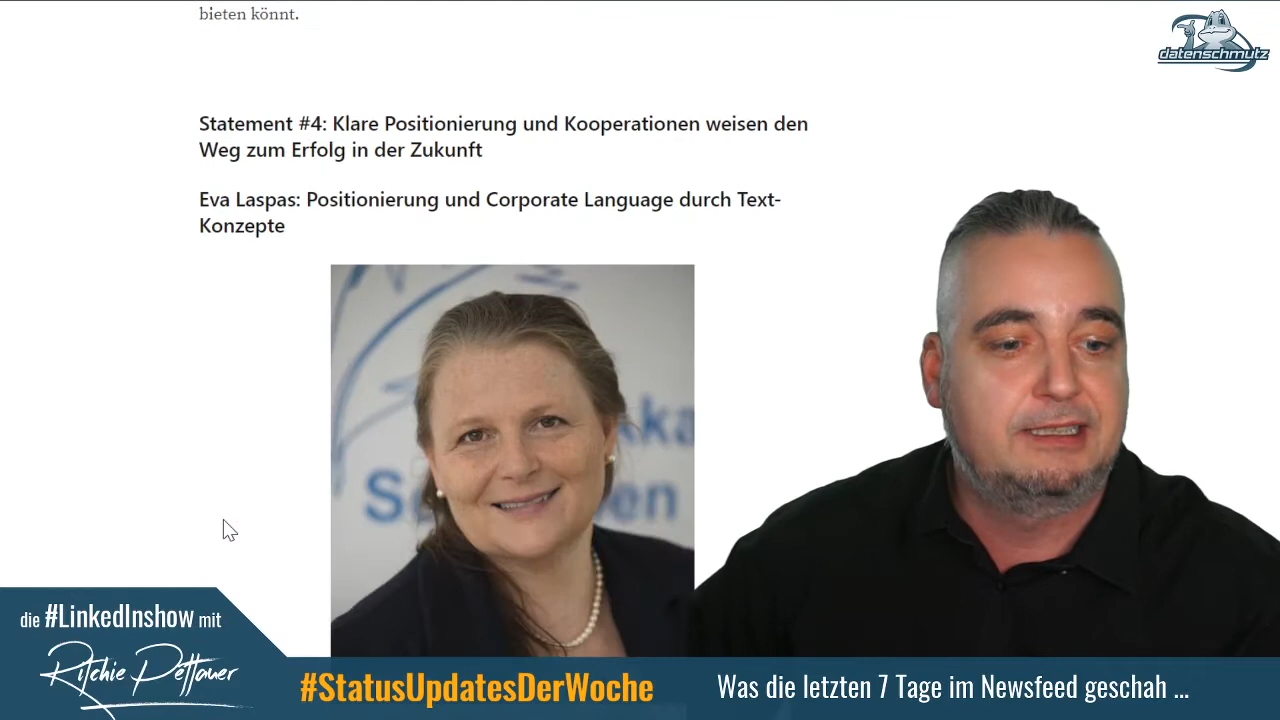 bieten könnt.
datenschmutz
Statement #4: Klare Positionierung und Kooperationen weisen den
Weg zum Erfolg in der Zukunft
Eva Laspas: Positionierung und Corporate Language durch Text-
Konzepte
die #LinkedInshow mit
Ritchie Pettauer
#StatusUpdatesDerWoche
Was die letzten 7 Tage im Newsfeed geschah ...